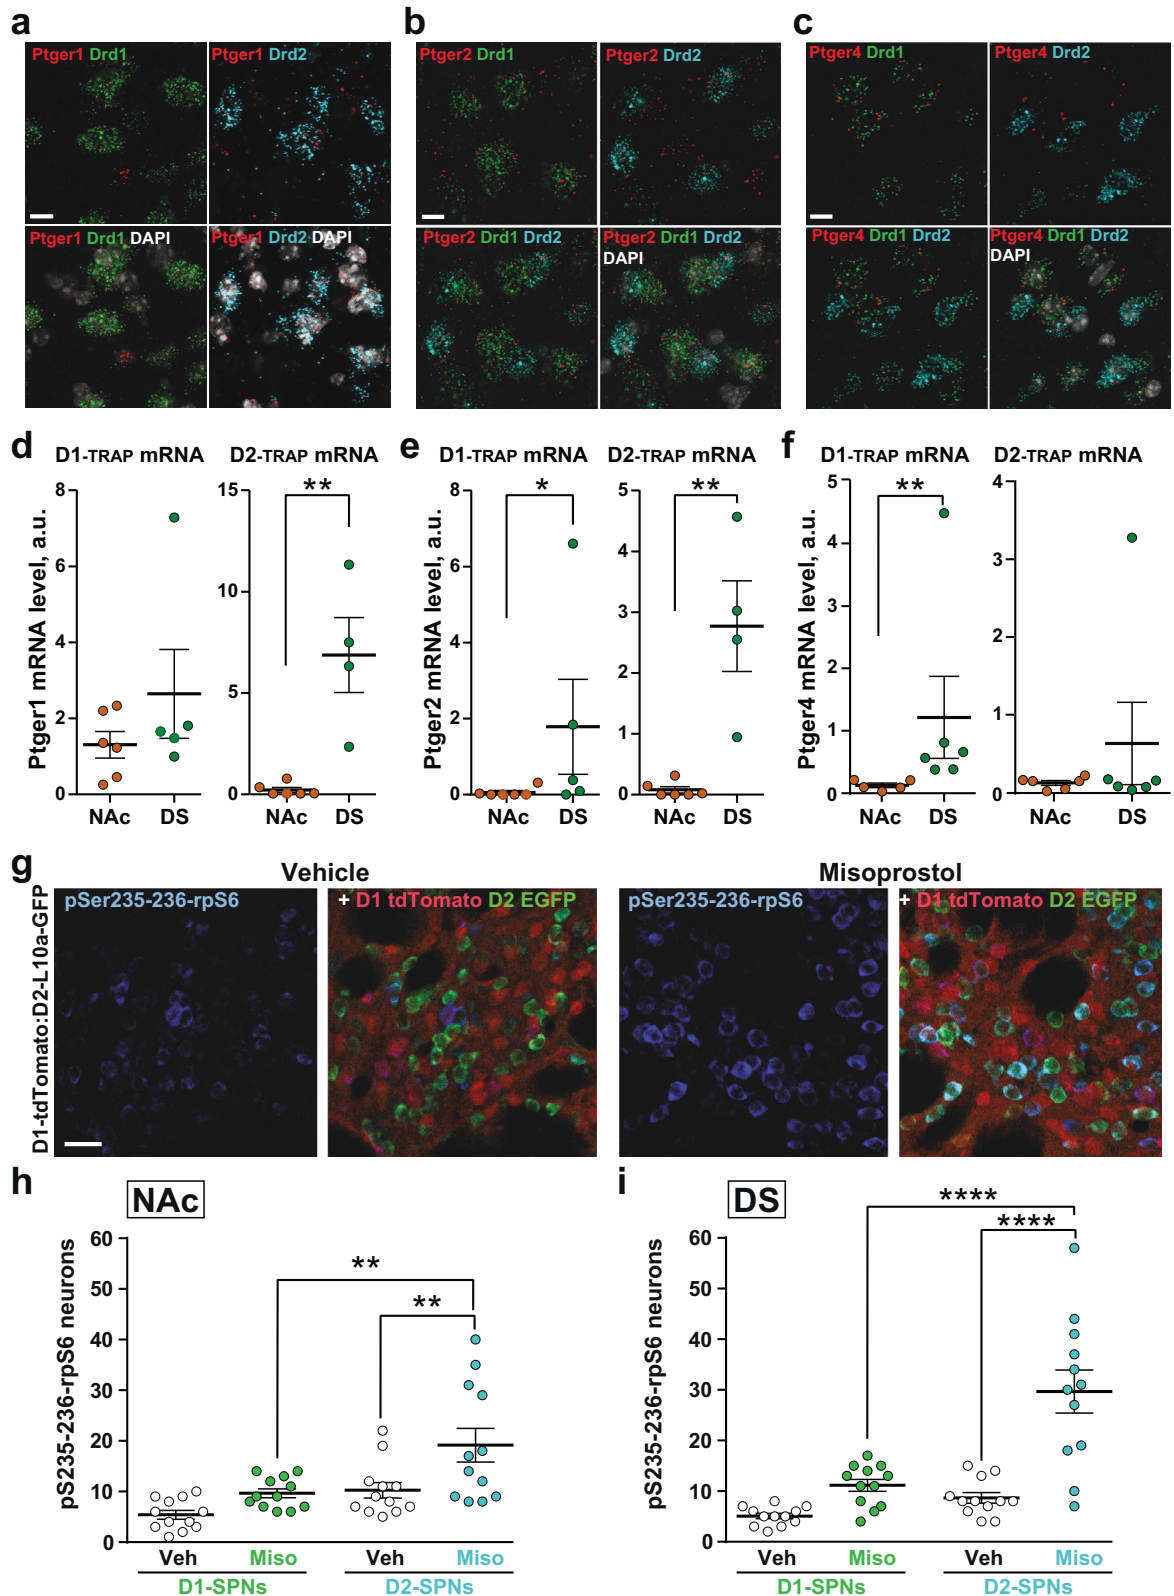 a
b
c
Ptger1 Drd1
Ptger1 Drd2
Ptger2 Drd1
Ptger2 Drd2
Ptger4 Drd1
Ptger4 Drd2
Ptger1 Drd1 DAPI
Ptger1 Drd2 DAPI
Ptger2 Drd1 Drd2
Ptger2 Drd1 Drd2
DAPI
Ptger4 Drd1 Drd2
Ptger4 Drd1 Drd2
DAPI
d
D1-TRAP mRNA
D2-TRAP mRNA
Ptger1 mRNA level, a.u.
8
6
4
2
0
NAc
DS
15
10
5
0
**
NAc
DS
e
D1-TRAP mRNA
D2-TRAP mRNA
Ptger2 mRNA level, a.u.
8
6
4
2
0
*
NAc
DS
5
4
3
2
1
0
**
NAc
DS
f
D1-TRAP mRNA
D2-TRAP mRNA
Ptger4 mRNA level, a.u.
5
4
3
2
1
0
**
NAc
DS
4
3
2
1
0
NAc
DS
g
Vehicle
Misoprostol
D1-tdTomato:D2-L10a-GFP
pSer235-236-rpS6
+ D1 tdTomato D2 EGFP
pSer235-236-rpS6
+ D1 tdTomato D2 EGFP
h
NAc
pS235-236-rpS6 neurons
60
50
40
30
20
10
0
**
**
Veh
Miso
Veh
Miso
D1-SPNs
D2-SPNs
i
DS
pS235-236-rpS6 neurons
60
50
40
30
20
10
0
****
****
Veh
Miso
Veh
Miso
D1-SPNs
D2-SPNs